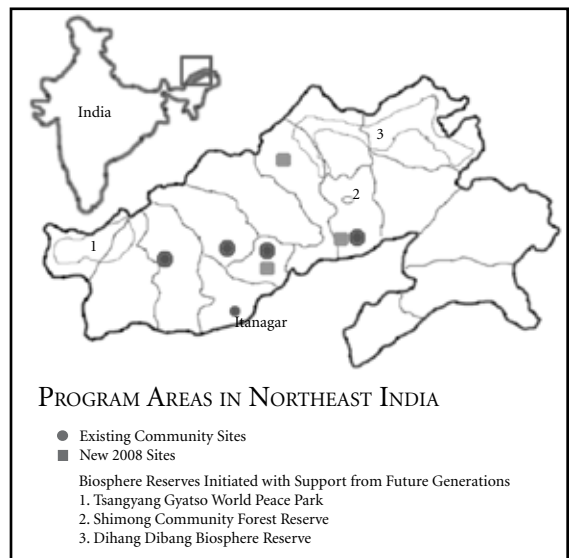 India
3
2
1
Itanagar
PROGRAM AREAS IN NORTHEAST INDIA
Existing Community Sites
New 2008 Sites
Biosphere Reserves Initiated with Support from Future Generations
1. Tsangyang Gyatso World Peace Park
2. Shimong Community Forest Reserve
3. Dihang Dibang Biosphere Reserve